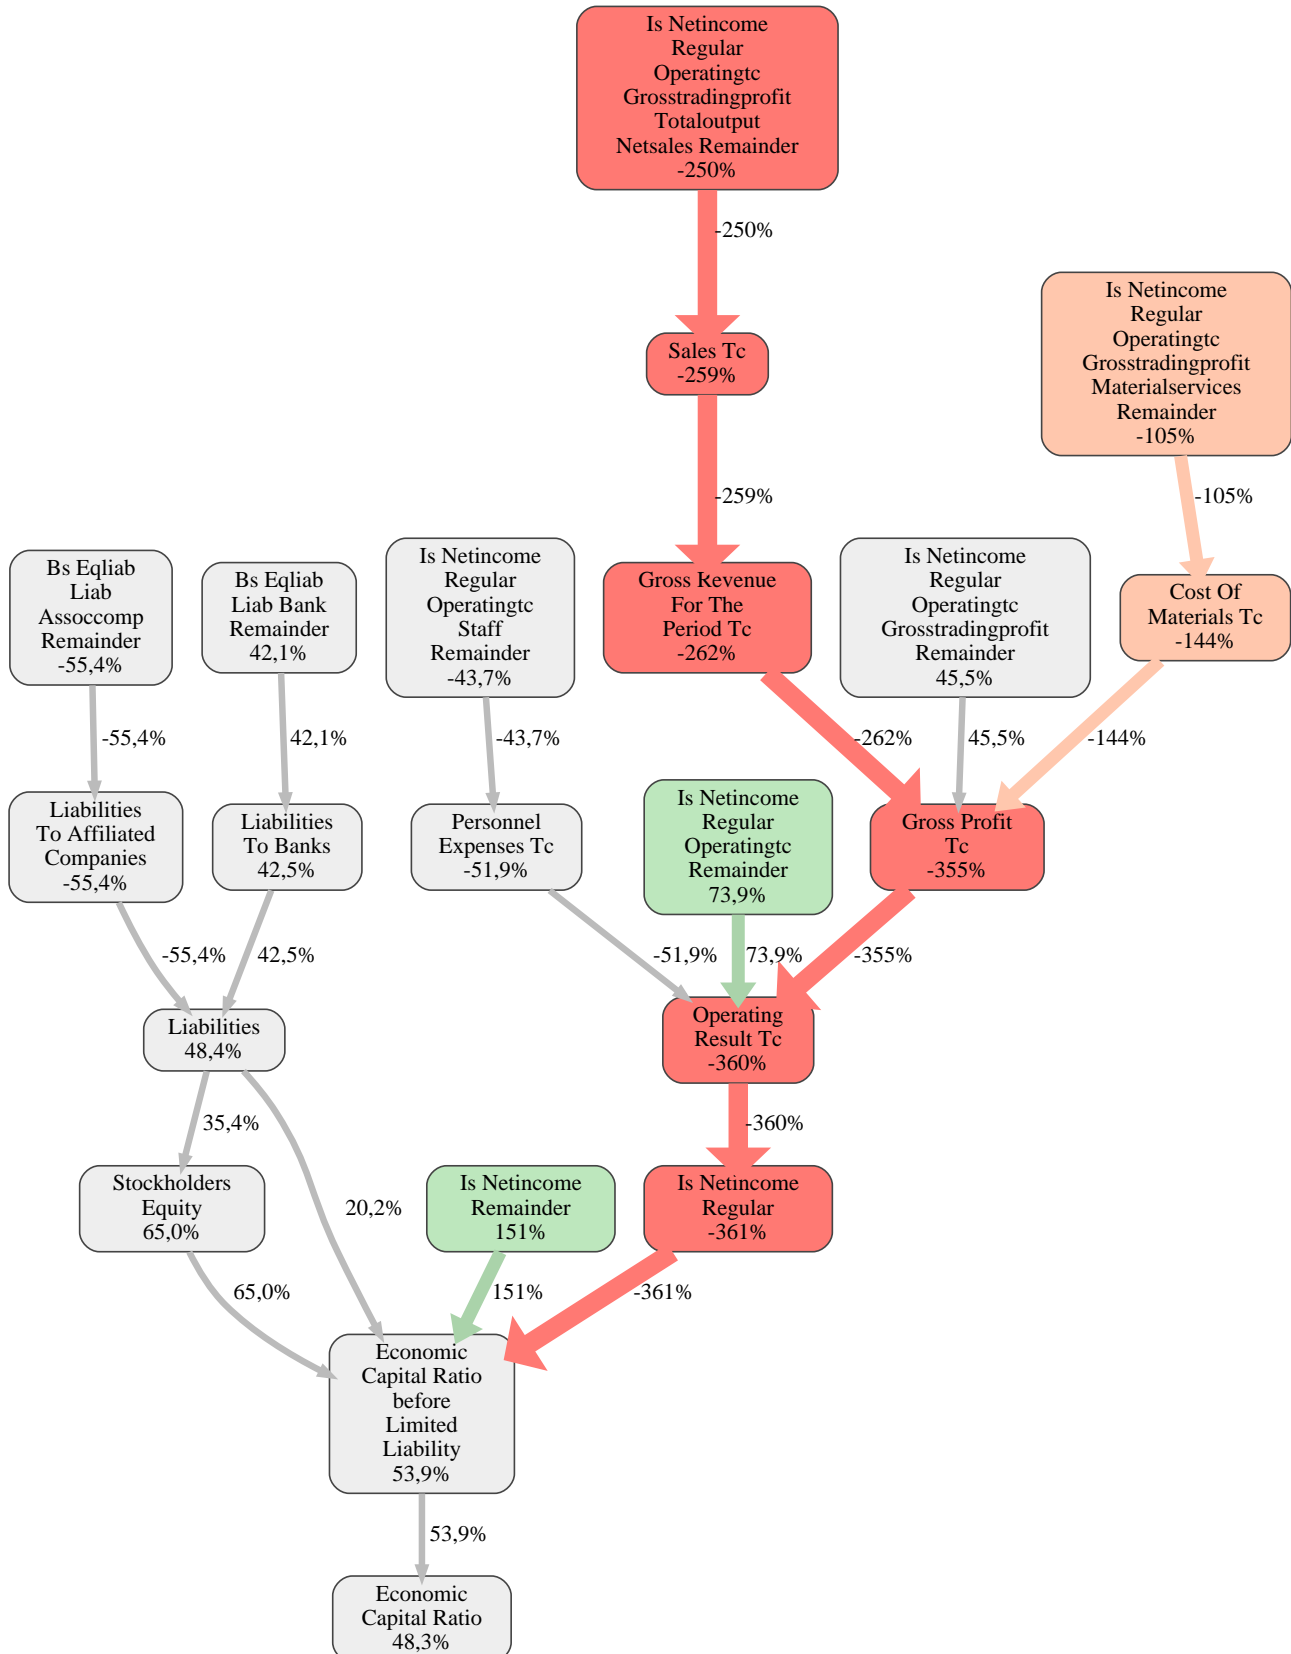 Is Netincome
Regular
Operatingtc
Grosstradingprofit
Totaloutput
Netsales Remainder
-250%
-250%
Is Netincome
Regular
Operatingtc
Grosstradingprofit
Materialservices
Remainder
-105%
Sales Tc
-259%
-259%
-105%
Bs Eqliab
Liab
Assoccomp
Remainder
-55,4%
Bs Eqliab
Liab Bank
Remainder
42,1%
Is Netincome
Regular
Operatingtc
Staff
Remainder
-43,7%
Gross Revenue
For The
Period Tc
-262%
Is Netincome
Regular
Operatingtc
Grosstradingprofit
Remainder
45,5%
Cost Of
Materials Tc
-144%
-55,4%
42,1%
-43,7%
-262%
45,5%
-144%
Liabilities
To Affiliated
Companies
-55,4%
Liabilities
To Banks
42,5%
Personnel
Expenses Tc
-51,9%
Is Netincome
Regular
Operatingtc
Remainder
73,9%
Gross Profit
Tc
-355%
-55,4%
42,5%
-51,9%
73,9%
-355%
Liabilities
48,4%
Operating
Result Tc
-360%
35,4%
-360%
Stockholders
Equity
65,0%
20,2%
Is Netincome
Remainder
151%
Is Netincome
Regular
-361%
65,0%
151%
-361%
Economic
Capital Ratio
before
Limited
Liability
53,9%
53,9%
Economic
Capital Ratio
48,3%